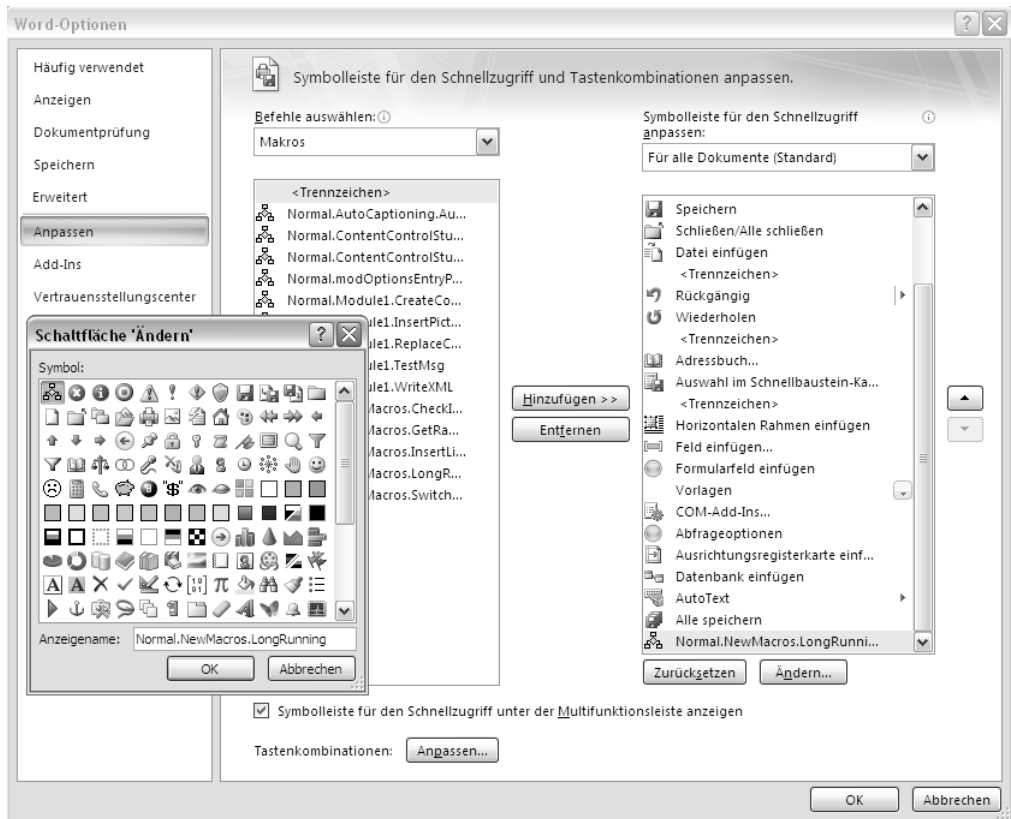 Word-Optionen
Häufig verwendet
Anzeigen
Dokumentprüfung
Speichern
Erweitert
Anpassen
Add-Ins
Vertrauensstellungscenter
Symbolleiste für den Schnellzugriff und Tastenkombinationen anpassen.
Befehle auswählen:
Makros
<Trennzeichen>
Normal.AutoCaptioning.Au...
Normal.ContentControlStu...
Normal.ContentControlStu...
Normal.modOptionsEntryP...
Normal.Module1.CreateCo...
ule1.InsertPict...
ule1.ReplaceC...
ule1.TestMsg
ule1.WriteXML
Macros.CheckI...
Macros.GetRa...
Macros.InsertLi...
Macros.LongR...
Macros.Switch...
Hinzufügen >>
Entfernen
Symbolleiste für den Schnellzugriff
anpassen:
Für alle Dokumente (Standard)
Speichern
Schließen/Alle schließen
Datei einfügen
<Trennzeichen>
Rückgängig
Wiederholen
<Trennzeichen>
Adressbuch...
Auswahl im Schnellbaustein-Ka...
<Trennzeichen>
Horizontalen Rahmen einfügen
Feld einfügen...
Formularfeld einfügen
Vorlagen
COM-Add-Ins...
Abfrageoptionen
Ausrichtungsregisterkarte einf...
Datenbank einfügen
AutoText
Alle speichern
Normal.NewMacros.LongRunni...
Zurücksetzen
Ändern...
Schaltfläche 'Ändern'
Symbol:
Anzeigename: Normal.NewMacros.LongRunning
OK
Abbrechen
Symbolleiste für den Schnellzugriff unter der Multifunktionsleiste anzeigen
Tastenkombinationen: Anpassen...
OK
Abbrechen